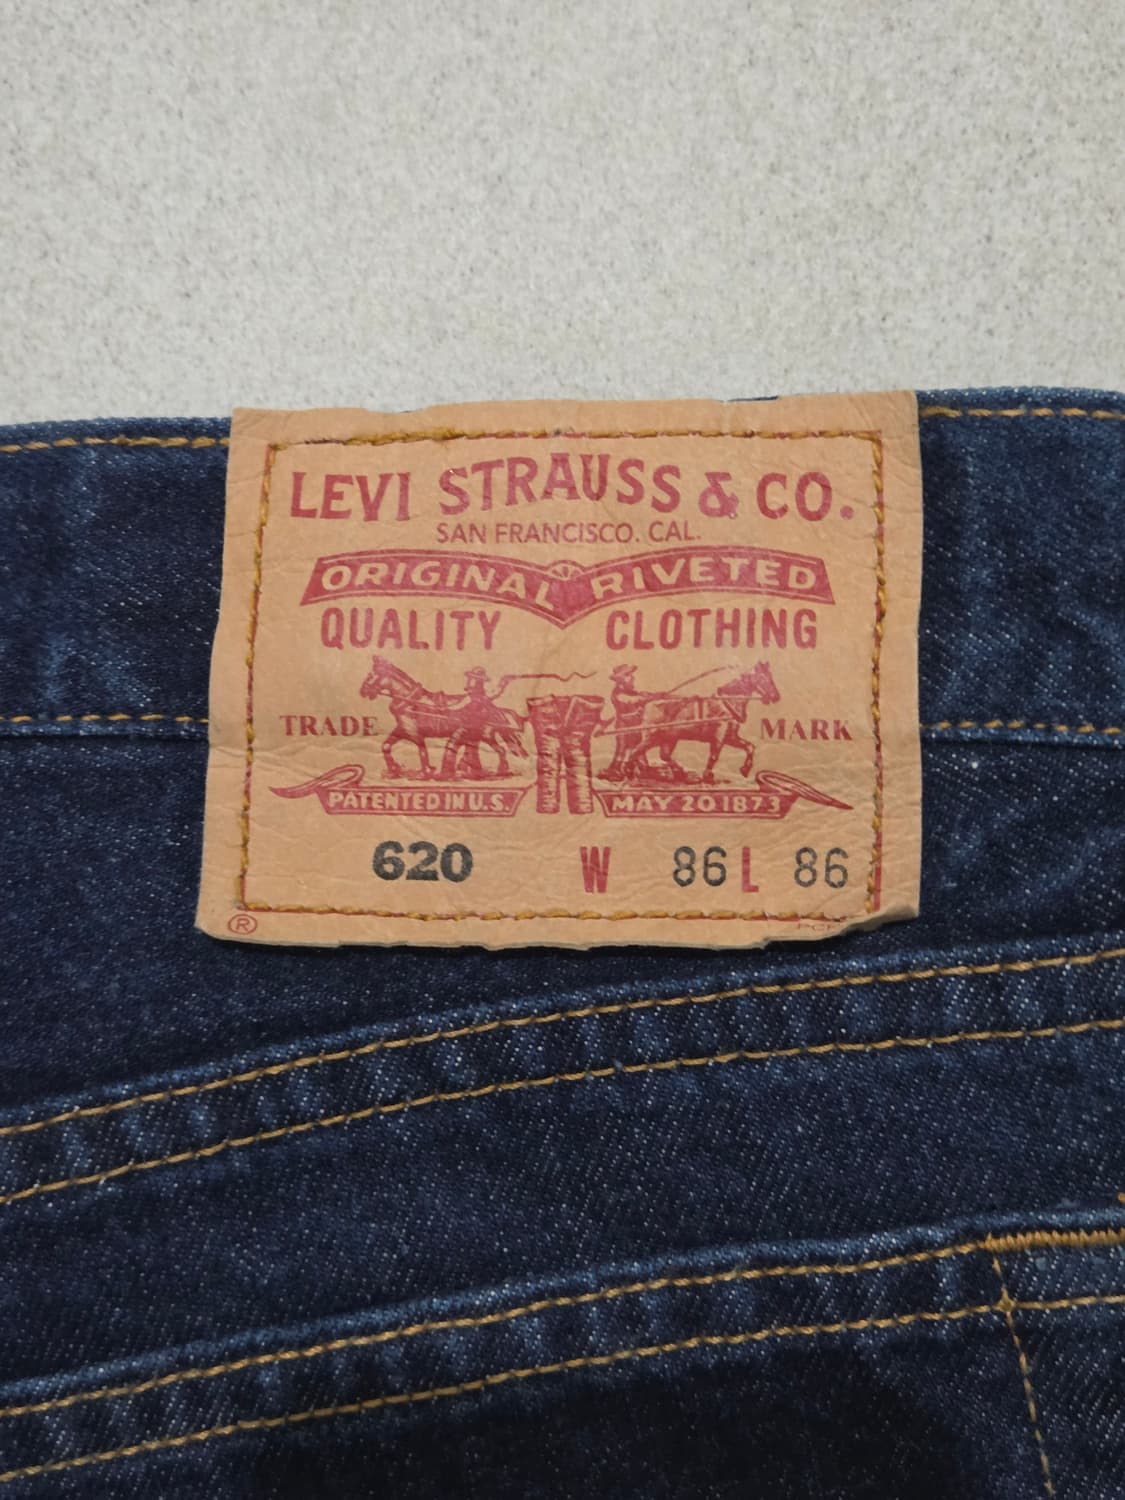 LEVI STRAUSS & CO.
SAN FRANCISCO. CAL.
ORIGINAL RIVETED
QUALITY CLOTHING
TRADE MARK
PATENTED IN U.S. MAY 20 1873
620 W 86 L 86
®